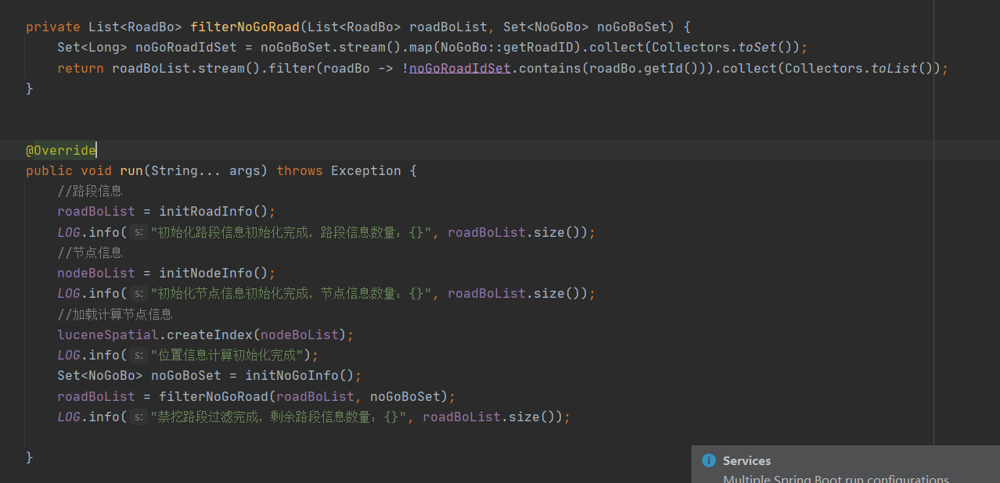 private List<RoadBo> filterNoGoRoad(List<RoadBo> roadBoList, Set<NoGoBo> noGoBoSet) {
Set<Long> noGoRoadIdSet = noGoBoSet.stream().map(NoGoBo::getRoadID).collect(Collectors.toSet());
return roadBoList.stream().filter(roadBo -> !noGoRoadIdSet.contains(roadBo.getId())).collect(Collectors.toList());
}
@Override
public void run(String... args) throws Exception {
//路段信息
roadBoList = initRoadInfo();
LOG.info( s: "初始化路段信息初始化完成，路段信息数量：{}", roadBoList.size());
//节点信息
nodeBoList = initNodeInfo();
LOG.info( s: "初始化节点信息初始化完成，节点信息数量：{}", roadBoList.size());
//加载计算节点信息
luceneSpatial.createIndex(nodeBoList);
LOG.info( s: "位置信息计算初始化完成");
Set<NoGoBo> noGoBoSet = initNoGoInfo();
roadBoList = filterNoGoRoad(roadBoList, noGoBoSet);
LOG.info( s: "禁挖路段过滤完成，剩余路段信息数量：{}", roadBoList.size());
}
Services
Multiple Spring Boot run configurations